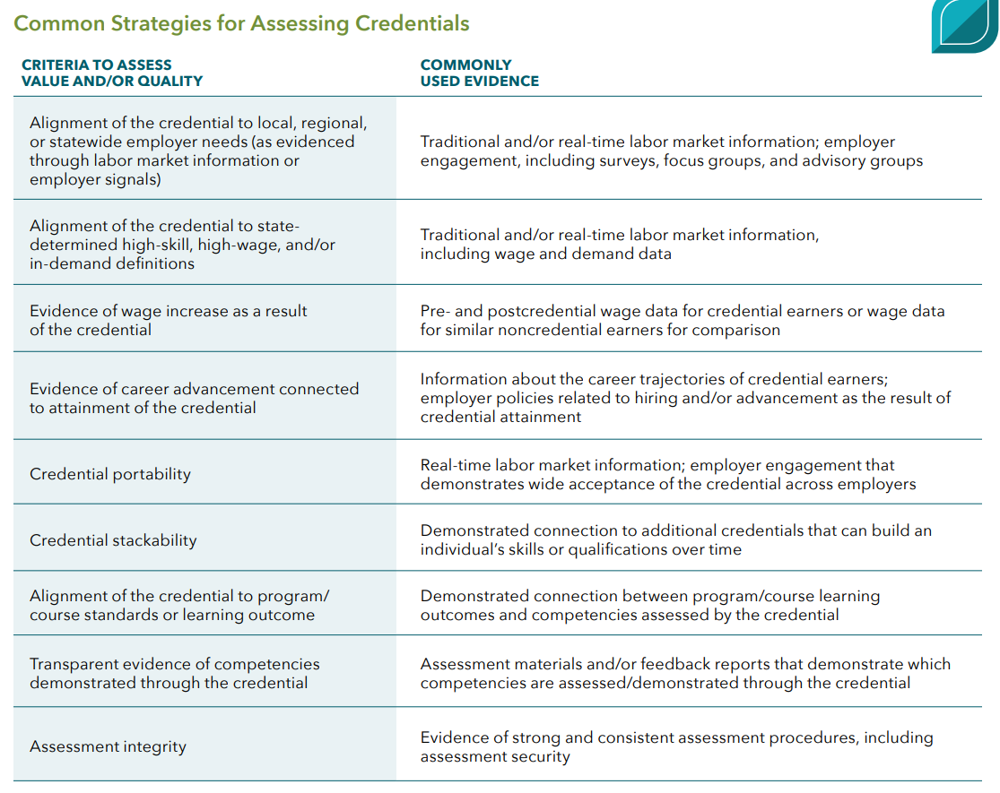 Common Strategies for Assessing Credentials
CRITERIA TO ASSESS
VALUE AND/OR QUALITY
COMMONLY
USED EVIDENCE
Alignment of the credential to local, regional,
or statewide employer needs (as evidenced
through labor market information or
employer signals)
Traditional and/or real-time labor market information; employer
engagement, including surveys, focus groups, and advisory groups
Alignment of the credential to state-
determined high-skill, high-wage, and/or
in-demand definitions
Traditional and/or real-time labor market information,
including wage and demand data
Evidence of wage increase as a result
of the credential
Pre- and postcredential wage data for credential earners or wage data
for similar noncredential earners for comparison
Evidence of career advancement connected
to attainment of the credential
Information about the career trajectories of credential earners;
employer policies related to hiring and/or advancement as the result of
credential attainment
Credential portability
Real-time labor market information; employer engagement that
demonstrates wide acceptance of the credential across employers
Credential stackability
Demonstrated connection to additional credentials that can build an
individual’s skills or qualifications over time
Alignment of the credential to program/
course standards or learning outcome
Demonstrated connection between program/course learning
outcomes and competencies assessed by the credential
Transparent evidence of competencies
demonstrated through the credential
Assessment materials and/or feedback reports that demonstrate which
competencies are assessed/demonstrated through the credential
Assessment integrity
Evidence of strong and consistent assessment procedures, including
assessment security